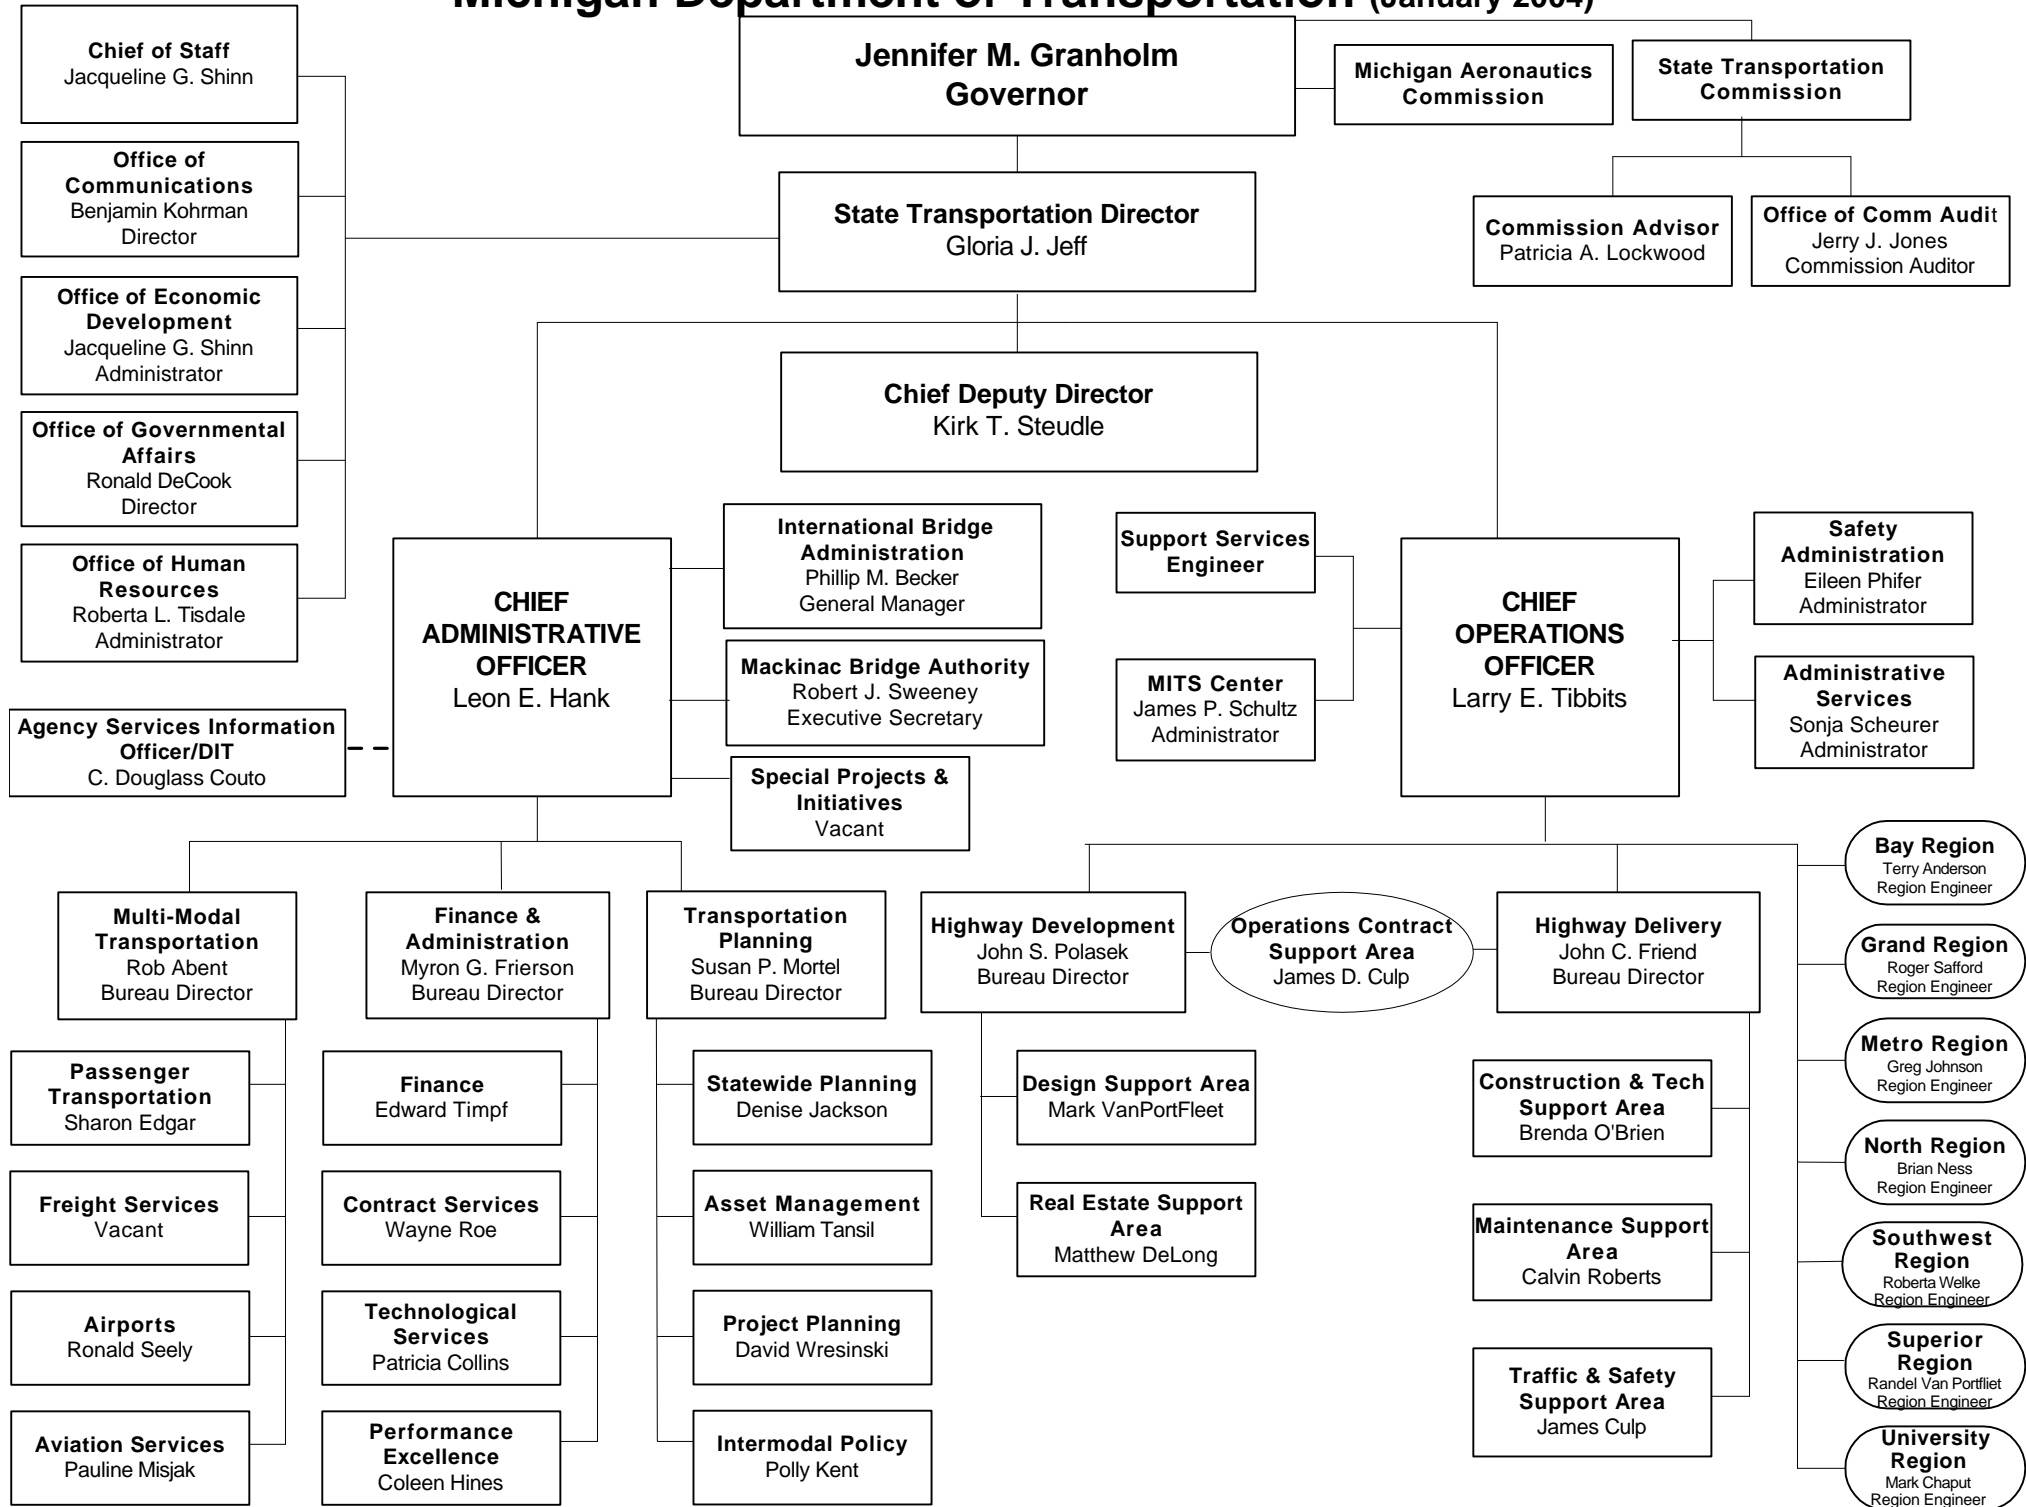 Michigan Department of Transportation (January 2004)
Chief of Staff
Jacqueline G. Shinn
Jennifer M. Granholm
Governor
Michigan Aeronautics
Commission
State Transportation
Commission
Office of
Communications
Benjamin Kohrman
Director
State Transportation Director
Gloria J. Jeff
Commission Advisor
Patricia A. Lockwood
Office of Comm Audit
Jerry J. Jones
Commission Auditor
Office of Economic
Development
Jacqueline G. Shinn
Administrator
Chief Deputy Director
Kirk T. Steudle
Office of Governmental
Affairs
Ronald DeCook
Director
Office of Human
Resources
Roberta L. Tisdale
Administrator
CHIEF
ADMINISTRATIVE
OFFICER
Leon E. Hank
International Bridge
Administration
Phillip M. Becker
General Manager
Mackinac Bridge Authority
Robert J. Sweeney
Executive Secretary
Special Projects &
Initiatives
Vacant
Agency Services Information
Officer/DIT
C. Douglass Couto
Support Services
Engineer
MITS Center
James P. Schultz
Administrator
CHIEF
OPERATIONS
OFFICER
Larry E. Tibbits
Safety
Administration
Eileen Phifer
Administrator
Administrative
Services
Sonja Scheurer
Administrator
Multi-Modal
Transportation
Rob Abent
Bureau Director
Finance &
Administration
Myron G. Frierson
Bureau Director
Transportation
Planning
Susan P. Mortel
Bureau Director
Highway Development
John S. Polasek
Bureau Director
Operations Contract
Support Area
James D. Culp
Highway Delivery
John C. Friend
Bureau Director
Passenger
Transportation
Sharon Edgar
Freight Services
Vacant
Airports
Ronald Seely
Aviation Services
Pauline Misjak
Finance
Edward Timpf
Contract Services
Wayne Roe
Technological
Services
Patricia Collins
Performance
Excellence
Coleen Hines
Statewide Planning
Denise Jackson
Asset Management
William Tansil
Project Planning
David Wresinski
Intermodal Policy
Polly Kent
Design Support Area
Mark VanPortFleet
Real Estate Support
Area
Matthew DeLong
Construction & Tech
Support Area
Brenda O'Brien
Maintenance Support
Area
Calvin Roberts
Traffic & Safety
Support Area
James Culp
Bay Region
Terry Anderson
Region Engineer
Grand Region
Roger Safford
Region Engineer
Metro Region
Greg Johnson
Region Engineer
North Region
Brian Ness
Region Engineer
Southwest
Region
Roberta Welke
Region Engineer
Superior
Region
Randel Van Portfliet
Region Engineer
University
Region
Mark Chaput
Region Engineer